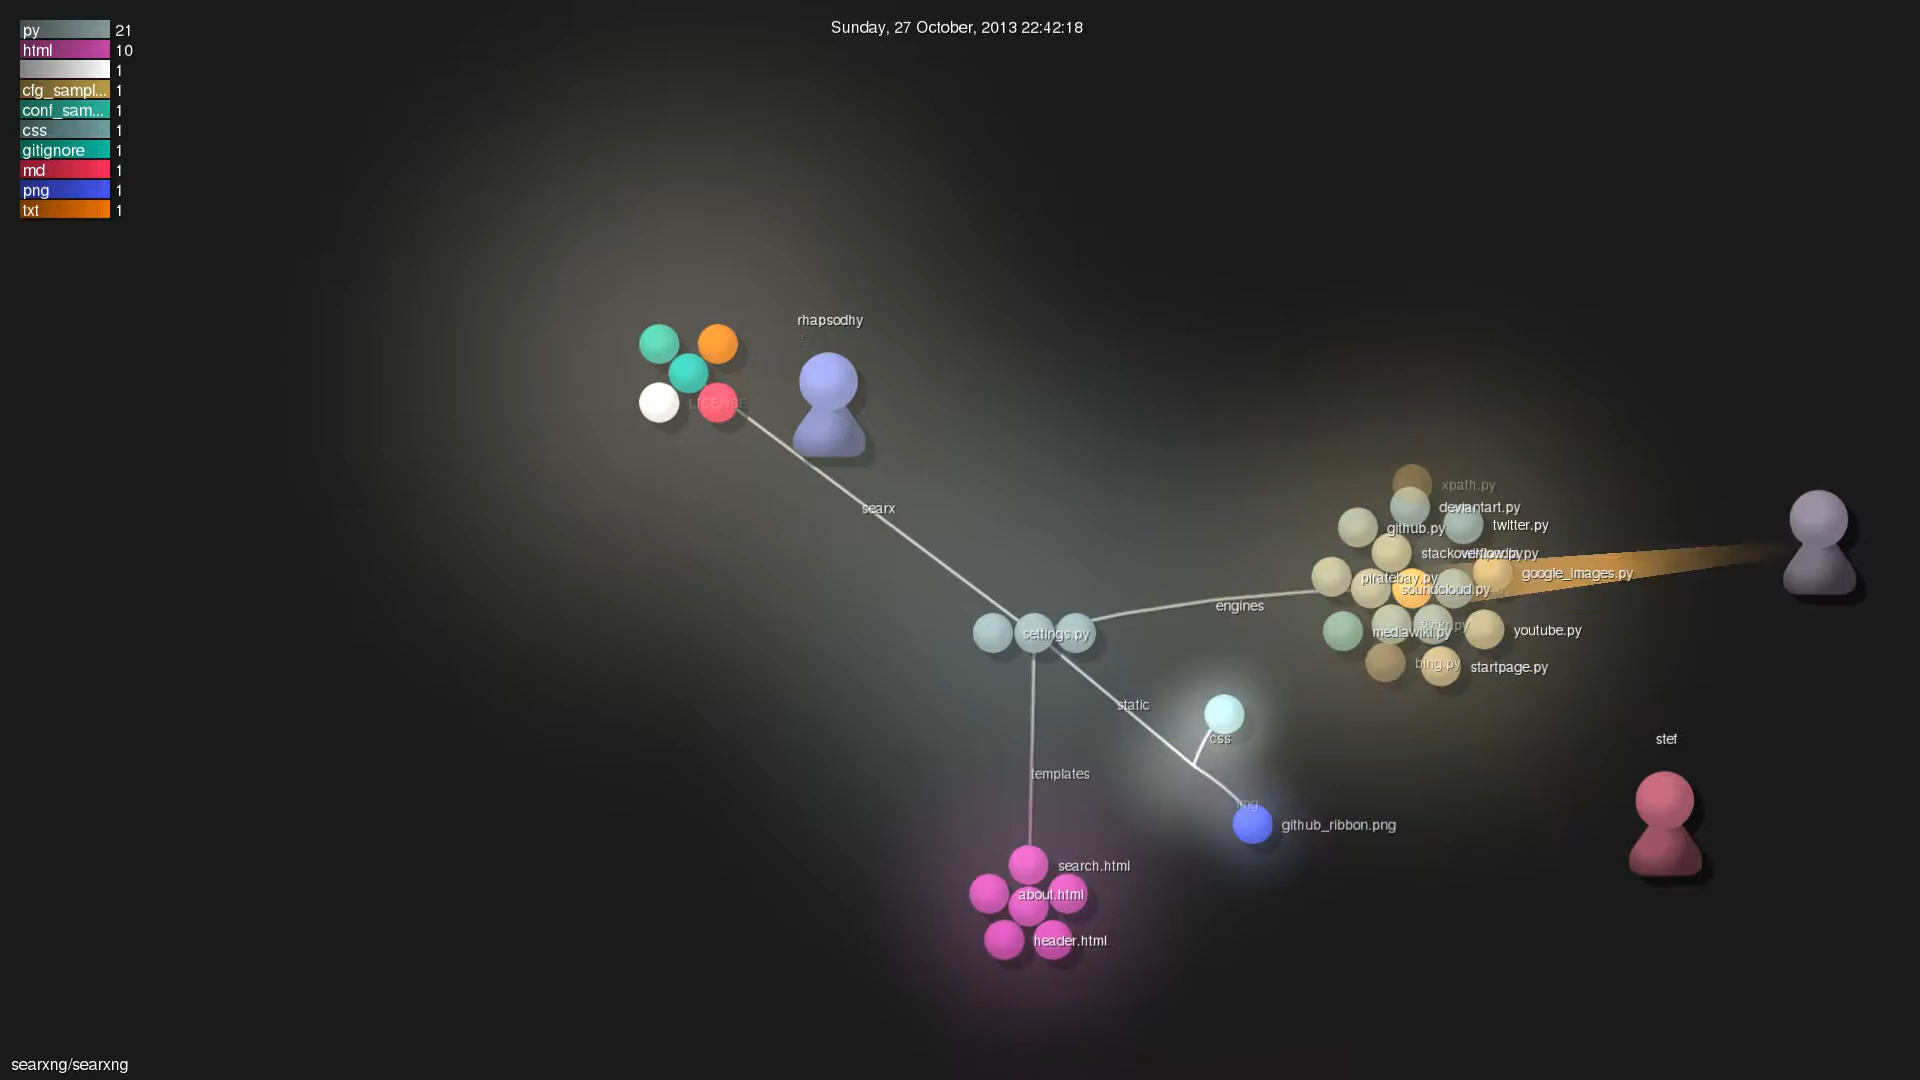 Sunday, 27 October, 2013 22:42:18
py 21
html 10
1
cfg_sampl... 1
conf_sam... 1
css 1
gitignore 1
md 1
png 1
txt 1
rhapsodhy
LICENSE
searx
xpath.py
deviantart.py
github.py
twitter.py
google_images.py
piratebay.py
soundcloud.py
engines
mediawiki.py
youtube.py
settings.py
bing.py
startpage.py
static
css
stef
templates
img
github_ribbon.png
search.html
about.html
header.html
searxng/searxng